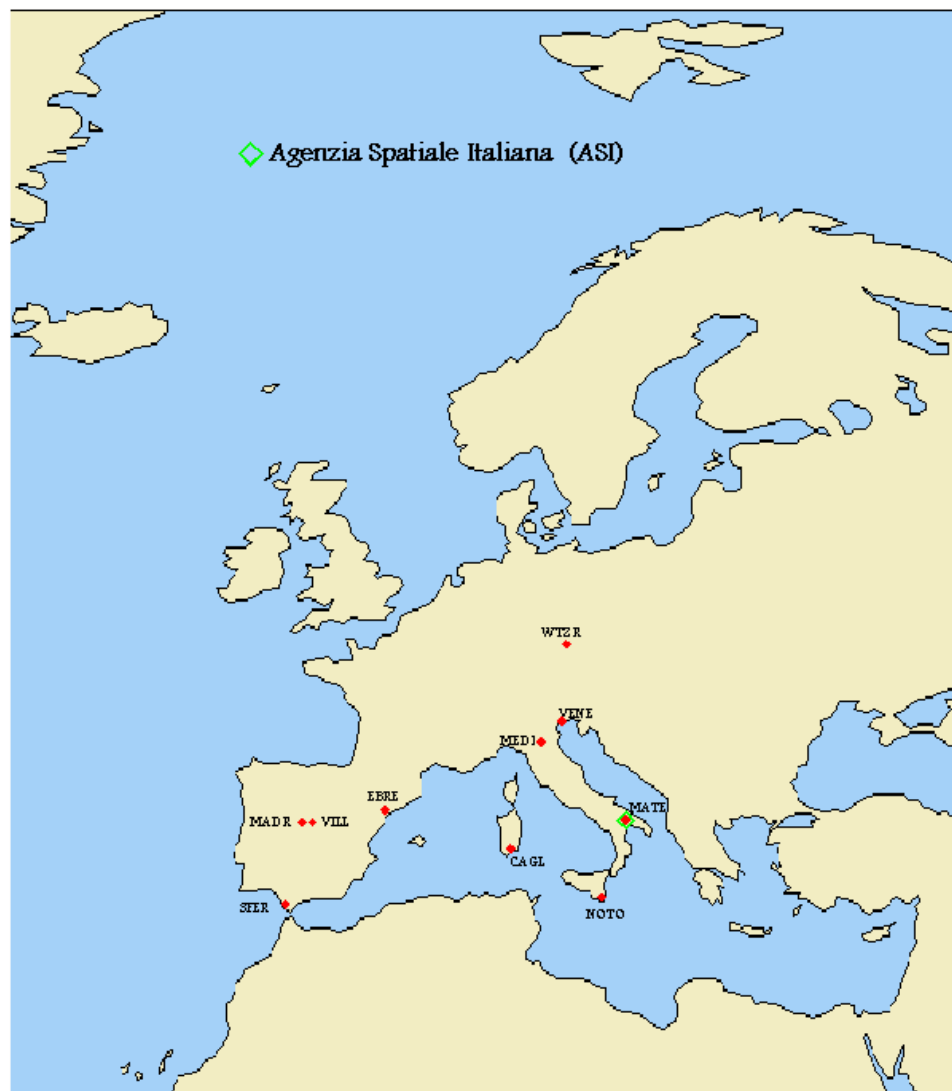 Agenzia Spatiale Italiana (ASI)
WTZR
VENE
MEDI
EBRE
MATE
MADR VILL
CAGL
SFER
NOTO